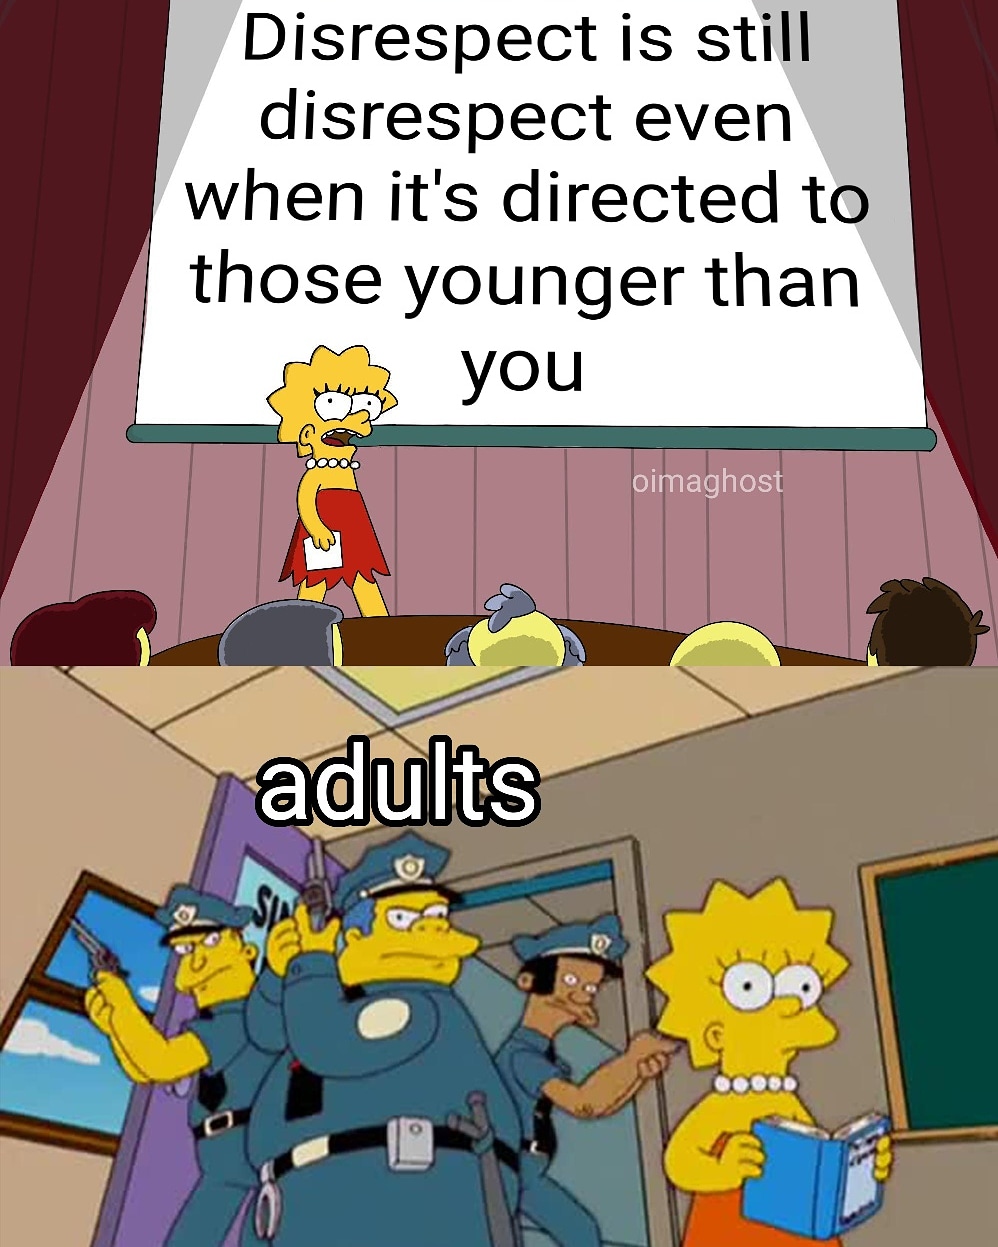 Disrespect is still
disrespect even
when it's directed to
those younger than
you
oimaghost
adults